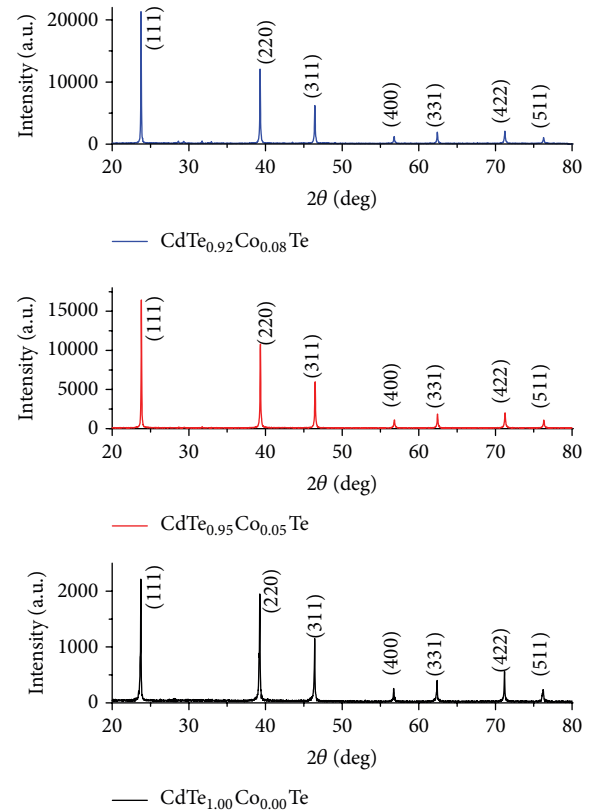 Intensity (a.u.)
20000
10000
0
(111)
(220)
(311)
(400)
(331)
(422)
(511)
20 30 40 50 60 70 80
2θ (deg)
CdTe₀.₉₂Co₀.₀₈Te
Intensity (a.u.)
15000
10000
5000
0
(111)
(220)
(311)
(400)
(331)
(422)
(511)
20 30 40 50 60 70 80
2θ (deg)
CdTe₀.₉₅Co₀.₀₅Te
Intensity (a.u.)
2000
1000
0
(111)
(220)
(311)
(400)
(331)
(422)
(511)
20 30 40 50 60 70 80
2θ (deg)
CdTe₁.₀₀Co₀.₀₀Te